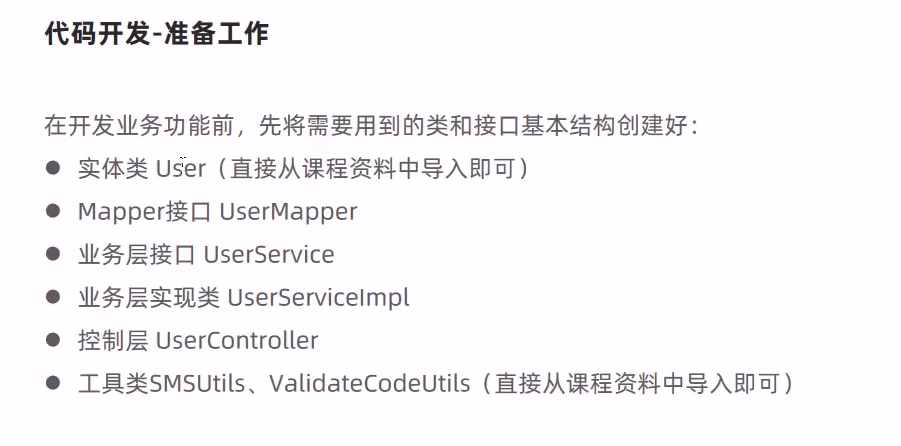 代码开发-准备工作
在开发业务功能前，先将需要用到的类和接口基本结构创建好：
● 实体类 User（直接从课程资料中导入即可）
● Mapper接口 UserMapper
● 业务层接口 UserService
● 业务层实现类 UserServiceImpl
● 控制层 UserController
● 工具类SMSUtils、ValidateCodeUtils（直接从课程资料中导入即可）